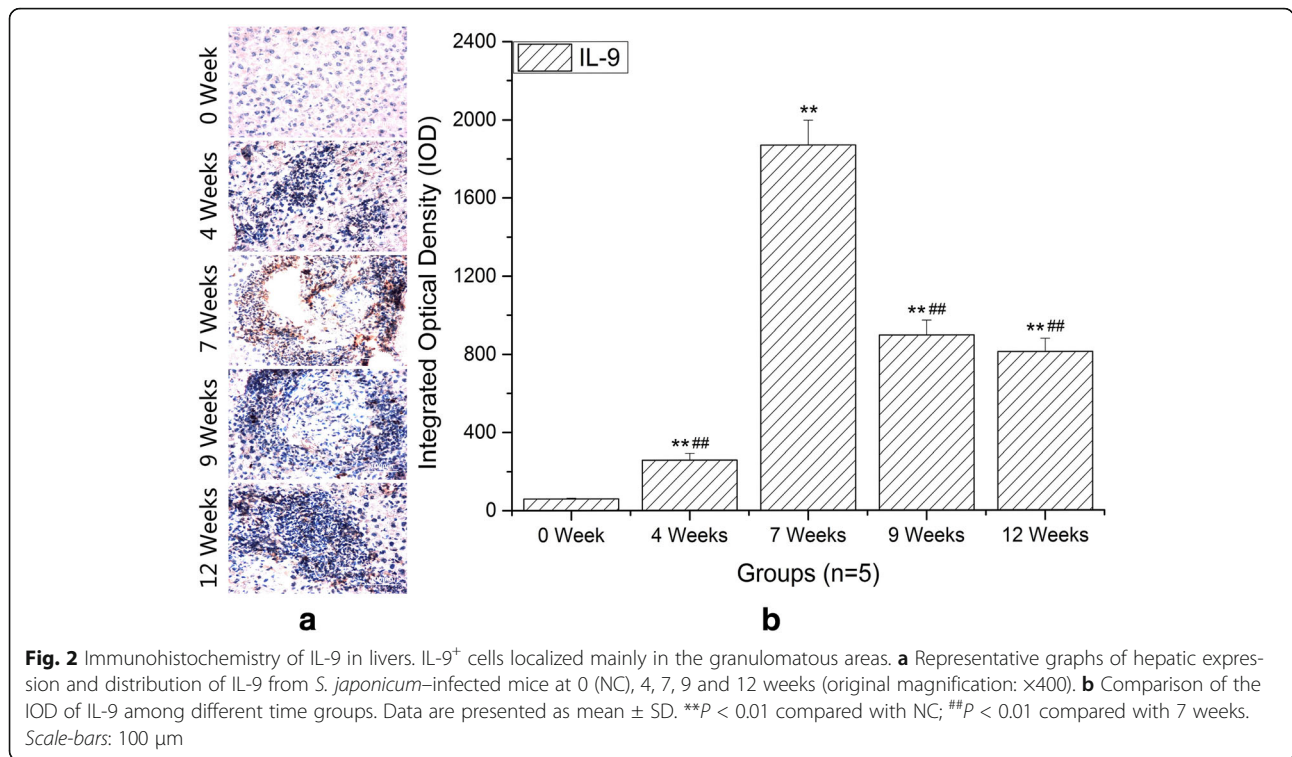 0 Week
4 Weeks
7 Weeks
9 Weeks
12 Weeks
a
Integrated Optical Density (IOD)
2400
2000
1600
1200
800
400
0
IL-9
**##
**
**##
**##
0 Week
4 Weeks
7 Weeks
9 Weeks
12 Weeks
Groups (n=5)
b
Fig. 2 Immunohistochemistry of IL-9 in livers. IL-9⁺ cells localized mainly in the granulomatous areas. a Representative graphs of hepatic expres-
sion and distribution of IL-9 from S. japonicum–infected mice at 0 (NC), 4, 7, 9 and 12 weeks (original magnification: ×400). b Comparison of the
IOD of IL-9 among different time groups. Data are presented as mean ± SD. **P < 0.01 compared with NC; ##P < 0.01 compared with 7 weeks.
Scale-bars: 100 μm